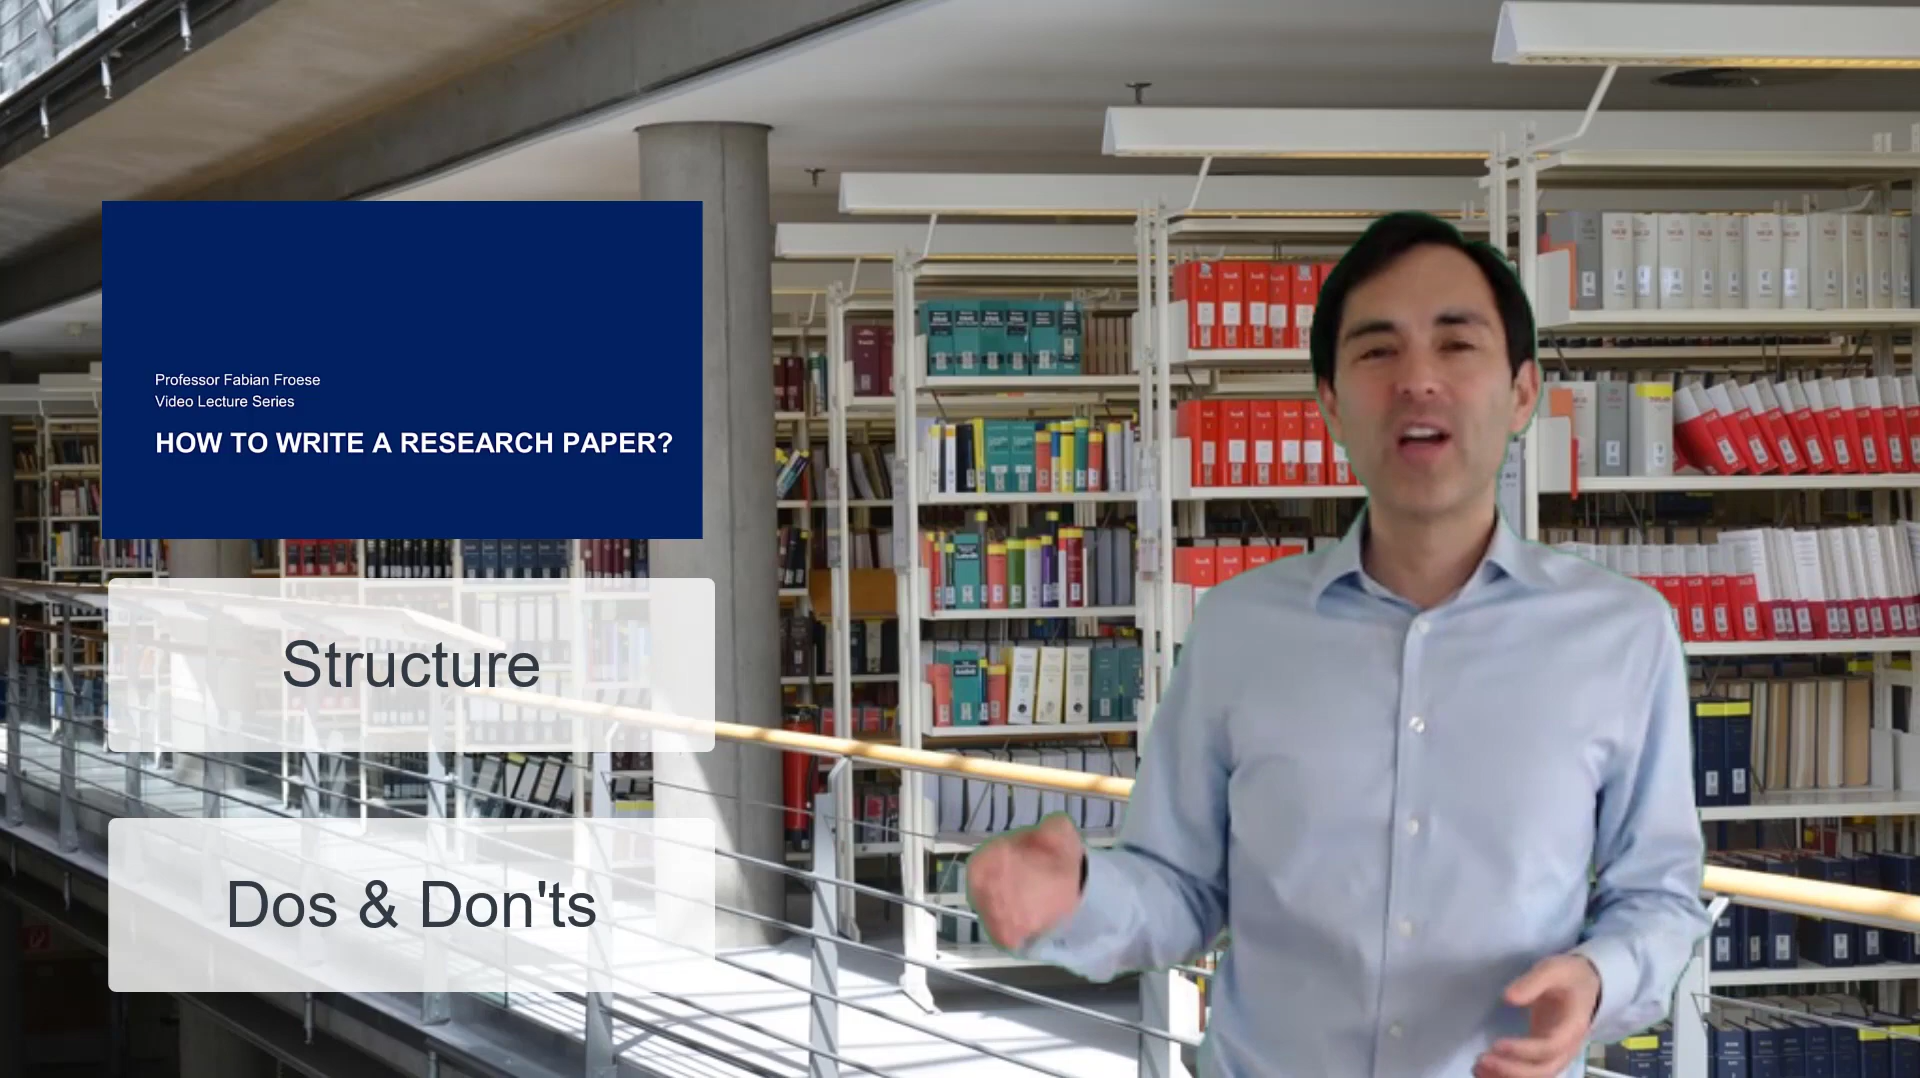 Professor Fabian Froese
Video Lecture Series
HOW TO WRITE A RESEARCH PAPER?
Structure
Dos & Don'ts